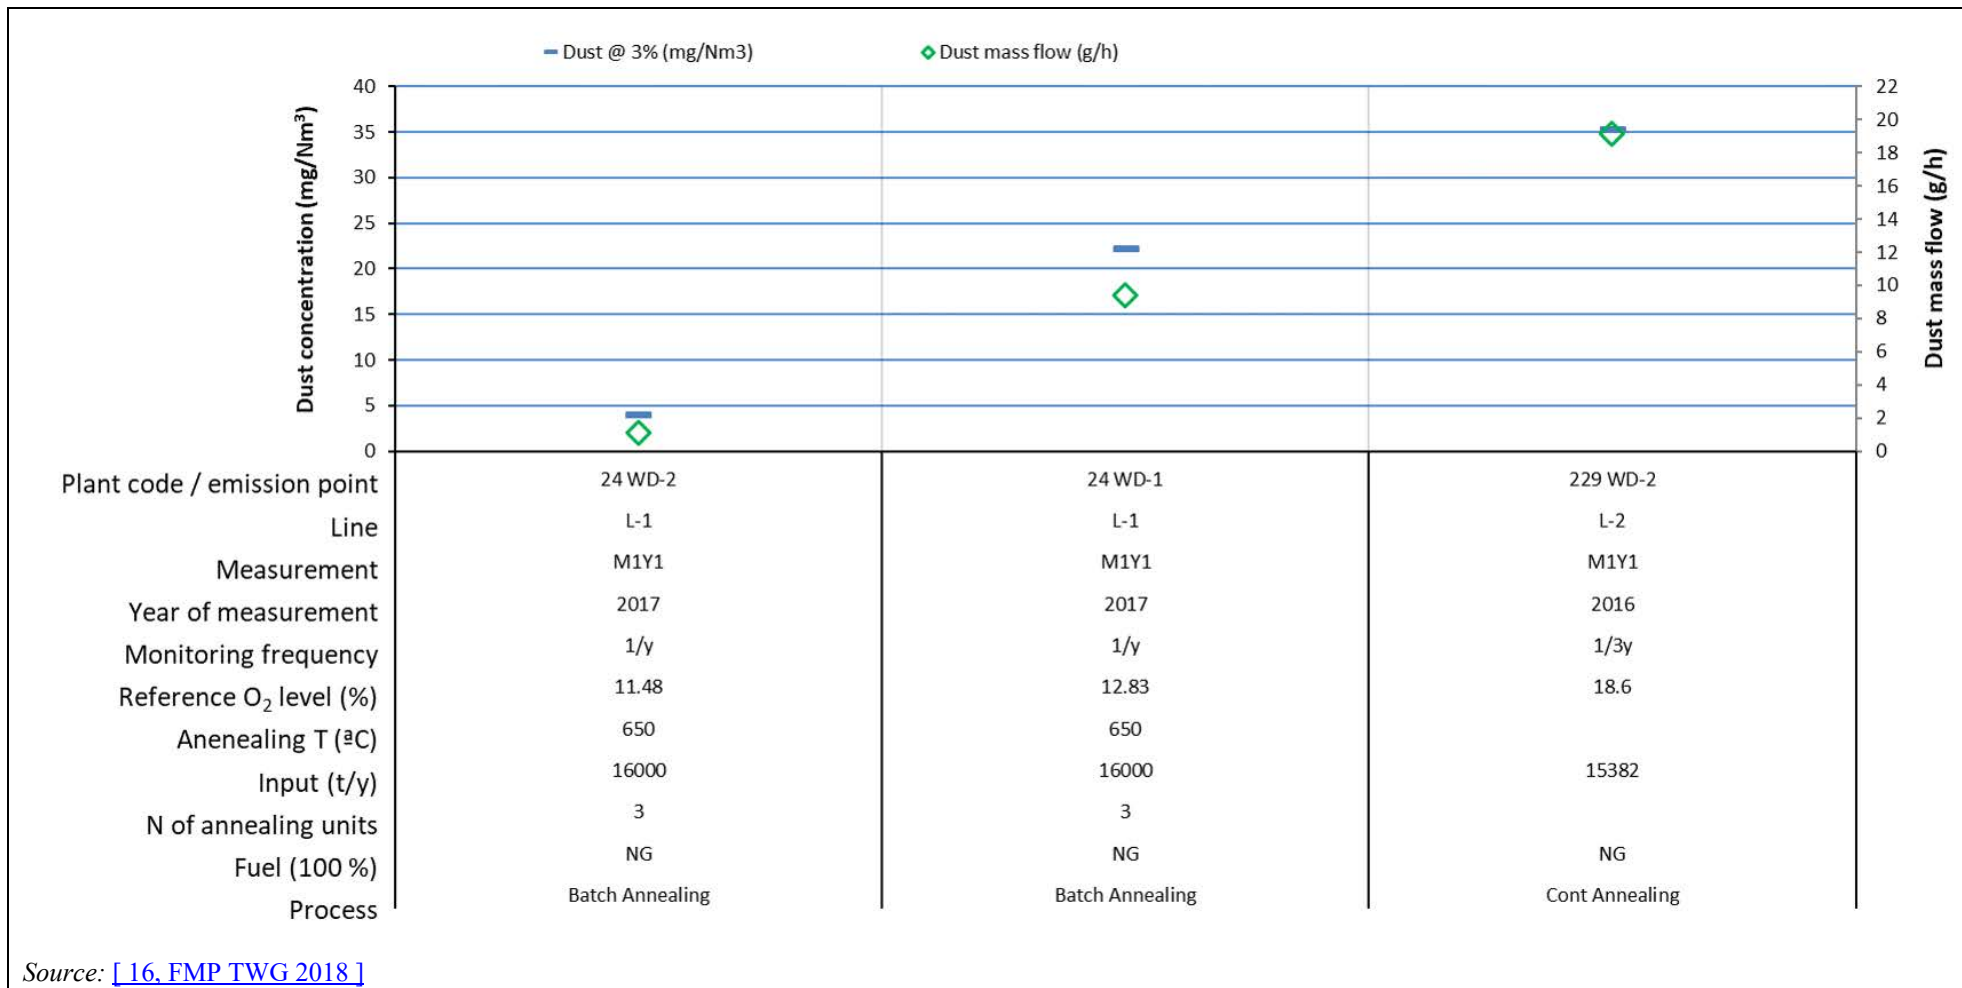 Dust @ 3% (mg/Nm3) Dust mass flow (g/h)
Dust concentration (mg/Nm³)
40
35
30
25
20
15
10
5
0
22
20
18
16
14
12
10
8
6
4
2
0
Dust mass flow (g/h)
Plant code / emission point 24 WD-2 24 WD-1 229 WD-2
Line L-1 L-1 L-2
Measurement M1Y1 M1Y1 M1Y1
Year of measurement 2017 2017 2016
Monitoring frequency 1/y 1/y 1/3y
Reference O₂ level (%) 11.48 12.83 18.6
Anenealing T (ªC) 650 650
Input (t/y) 16000 16000 15382
N of annealing units 3 3
Fuel (100 %) NG NG NG
Process Batch Annealing Batch Annealing Cont Annealing
Source: [ 16, FMP TWG 2018 ]